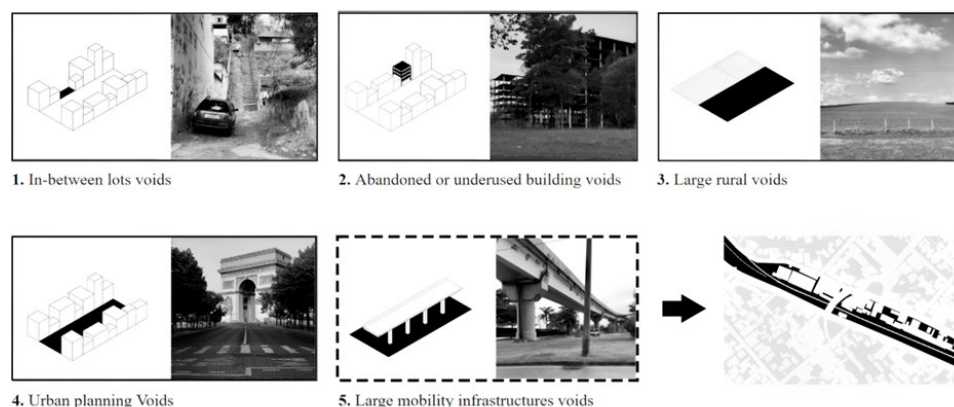 1. In-between lots voids
2. Abandoned or underused building voids
3. Large rural voids
4. Urban planning Voids
5. Large mobility infrastructures voids